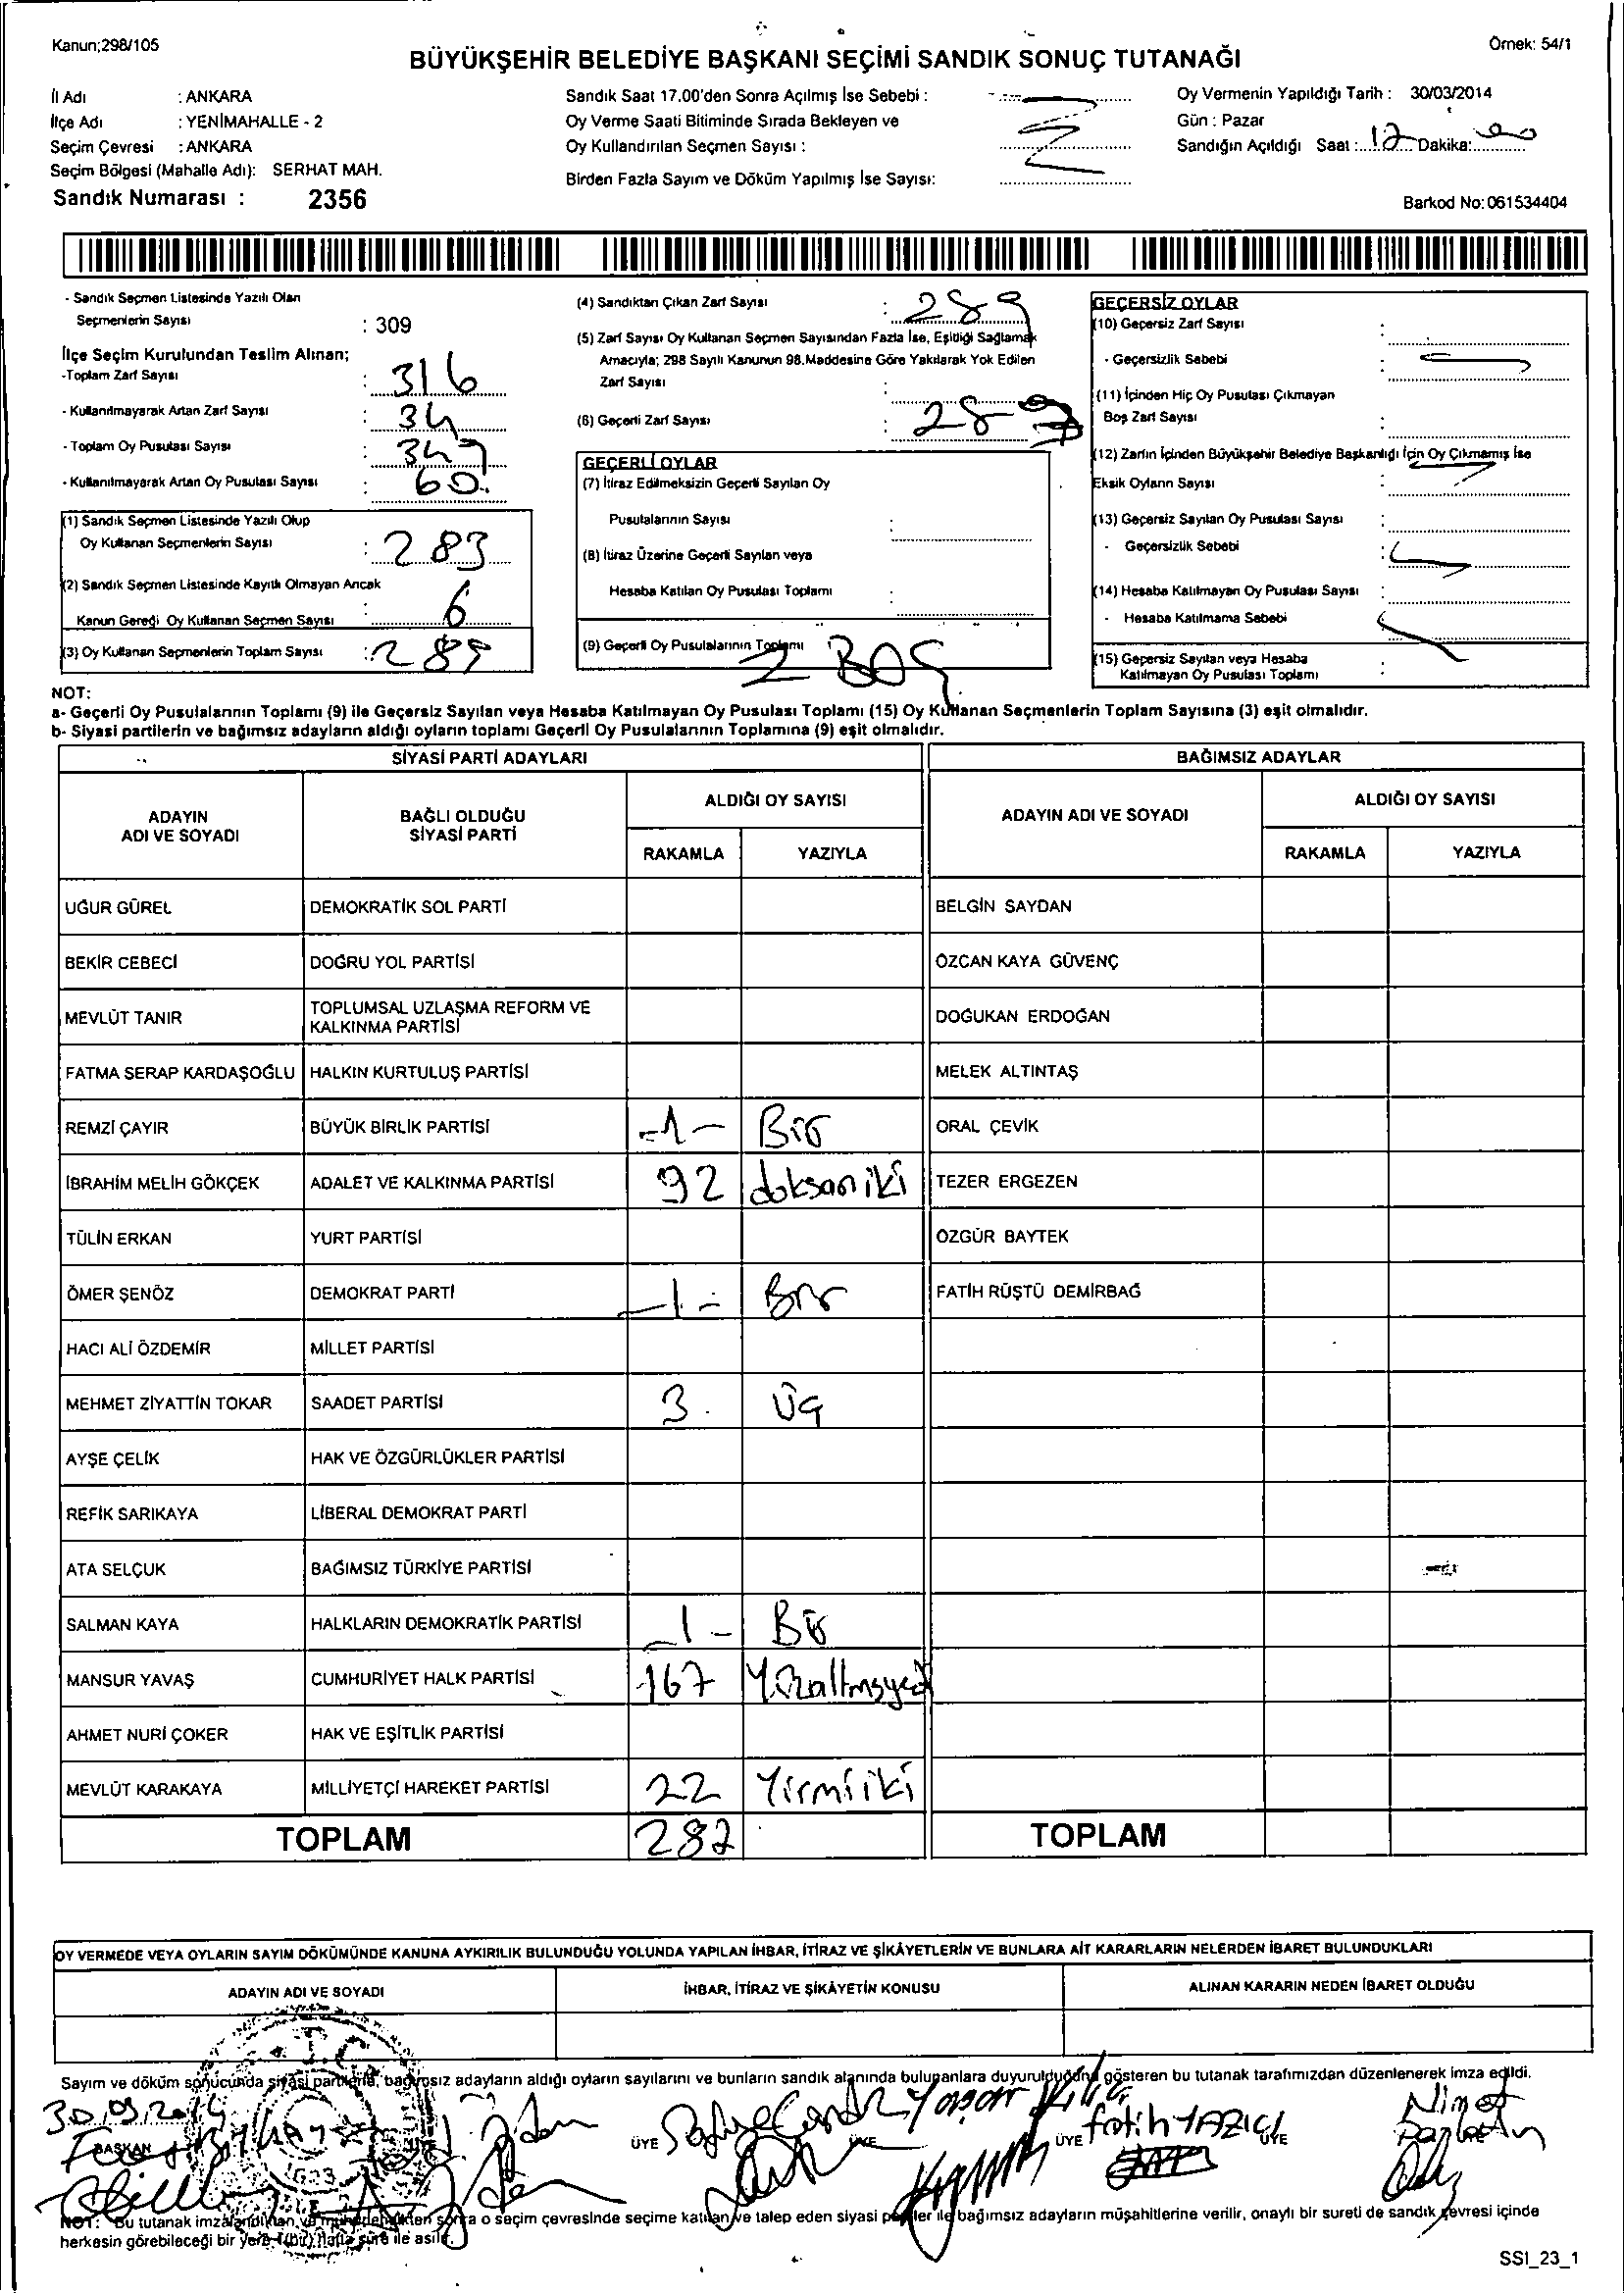 Kanun;298/105
Örnek: 54/1
BÜYÜKŞEHİR BELEDİYE BAŞKANI SEÇİMİ SANDIK SONUÇ TUTANAĞI
İl Adı : ANKARA
İlçe Adı : YENİMAHALLE - 2
Seçim Çevresi : ANKARA
Seçim Bölgesi (Mahalle Adı): SERHAT MAH.
Sandık Numarası : 2356
Sandık Saat 17.00'den Sonra Açılmış İse Sebebi :
Oy Verme Saati Bitiminde Sırada Bekleyen ve
Oy Kullandırılan Seçmen Sayısı :
Birden Fazla Sayım ve Döküm Yapılmış İse Sayısı:
Oy Vermenin Yapıldığı Tarih : 30/03/2014
Gün : Pazar
Sandığın Açıldığı Saat : 17 Dakika: 00
Barkod No: 061534404
- Sandık Seçmen Listesinde Yazılı Olan
Seçmenlerin Sayısı : 309
İlçe Seçim Kurulundan Teslim Alınan;
-Toplam Zarf Sayısı : 316
- Kullanılmayarak Artan Zarf Sayısı : 34
- Toplam Oy Pusulası Sayısı : 349
- Kullanılmayarak Artan Oy Pusulası Sayısı : 60
(1) Sandık Seçmen Listesinde Yazılı Olup
Oy Kullanan Seçmenlerin Sayısı : 283
(2) Sandık Seçmen Listesinde Kayıtlı Olmayan Ancak
Kanun Gereği Oy Kullanan Seçmen Sayısı : 6
(3) Oy Kullanan Seçmenlerin Toplam Sayısı : 289
(4) Sandıktan Çıkan Zarf Sayısı : 289
(5) Zarf Sayısı Oy Kullanan Seçmen Sayısından Fazla İse, Eşitliği Sağlamak
Amacıyla; 298 Sayılı Kanunun 98.Maddesine Göre Yakılarak Yok Edilen
Zarf Sayısı :
(6) Geçerli Zarf Sayısı : 289
GEÇERLİ OYLAR
(7) İtiraz Edilmeksizin Geçerli Sayılan Oy
Pusulalarının Sayısı :
(8) İtiraz Üzerine Geçerli Sayılan veya
Hesaba Katılan Oy Pusulası Toplamı :
(9) Geçerli Oy Pusulalarının Toplamı :
2 BOŞ
GEÇERSİZ OYLAR
(10) Geçersiz Zarf Sayısı :
- Geçersizlik Sebebi :
(11) İçinden Hiç Oy Pusulası Çıkmayan
Boş Zarf Sayısı :
(12) Zarfın İçinden Büyükşehir Belediye Başkanlığı İçin Oy Çıkmamış İse
Eksik Oyların Sayısı :
(13) Geçersiz Sayılan Oy Pusulası Sayısı :
- Geçersizlik Sebebi :
(14) Hesaba Katılmayan Oy Pusulası Sayısı :
- Hesaba Katılmama Sebebi :
(15) Geçersiz Sayılan veya Hesaba
Katılmayan Oy Pusulası Toplamı :
NOT:
a- Geçerli Oy Pusulalarının Toplamı (9) ile Geçersiz Sayılan veya Hesaba Katılmayan Oy Pusulası Toplamı (15) Oy Kullanan Seçmenlerin Toplam Sayısına (3) eşit olmalıdır.
b- Siyasi partilerin ve bağımsız adayların aldığı oyların toplamı Geçerli Oy Pusulalarının Toplamına (9) eşit olmalıdır.
SİYASİ PARTİ ADAYLARI
BAĞIMSIZ ADAYLAR
ADAYIN ADI VE SOYADI
BAĞLI OLDUĞU SİYASİ PARTİ
ALDIĞI OY SAYISI
RAKAMLA YAZIYLA
ADAYIN ADI VE SOYADI
ALDIĞI OY SAYISI
RAKAMLA YAZIYLA
UĞUR GÜREL DEMOKRATİK SOL PARTİ BELGİN SAYDAN
BEKİR CEBECİ DOĞRU YOL PARTİSİ ÖZCAN KAYA GÜVENÇ
MEVLÜT TANIR TOPLUMSAL UZLAŞMA REFORM VE KALKINMA PARTİSİ DOĞUKAN ERDOĞAN
FATMA SERAP KARDAŞOĞLU HALKIN KURTULUŞ PARTİSİ MELEK ALTINTAŞ
REMZİ ÇAYIR BÜYÜK BİRLİK PARTİSİ -1- Bir ORAL ÇEVİK
İBRAHİM MELİH GÖKÇEK ADALET VE KALKINMA PARTİSİ 92 doksan iki TEZER ERGEZEN
TÜLİN ERKAN YURT PARTİSİ ÖZGÜR BAYTEK
ÖMER ŞENÖZ DEMOKRAT PARTİ -1- Bir FATİH RÜŞTÜ DEMİRBAĞ
HACI ALİ ÖZDEMİR MİLLET PARTİSİ
MEHMET ZİYATTİN TOKAR SAADET PARTİSİ 3 Üç
AYŞE ÇELİK HAK VE ÖZGÜRLÜKLER PARTİSİ
REFİK SARIKAYA LİBERAL DEMOKRAT PARTİ
ATA SELÇUK BAĞIMSIZ TÜRKİYE PARTİSİ
SALMAN KAYA HALKLARIN DEMOKRATİK PARTİSİ -1- Bir
MANSUR YAVAŞ CUMHURİYET HALK PARTİSİ 167 Yüzaltmışyedi
AHMET NURİ ÇOKER HAK VE EŞİTLİK PARTİSİ
MEVLÜT KARAKAYA MİLLİYETÇİ HAREKET PARTİSİ 22 Yirmiiki
TOPLAM 287 TOPLAM
OY VERMEDE VEYA OYLARIN SAYIM DÖKÜMÜNDE KANUNA AYKIRILIK BULUNDUĞU YOLUNDA YAPILAN İHBAR, İTİRAZ VE ŞİKÂYETLERİN VE BUNLARA AİT KARARLARIN NELERDEN İBARET BULUNDUKLARI
ADAYIN ADI VE SOYADI İHBAR, İTİRAZ VE ŞİKÂYETİN KONUSU ALINAN KARARIN NEDEN İBARET OLDUĞU
Sayım ve döküm sonucunda siyasi partilerle, bağımsız adayların aldığı oyların sayılarını ve bunların sandık alanında bulunanlara duyurulduğunu gösteren bu tutanak tarafımızdan düzenlenerek imza edildi.
30.03.2014
BAŞKAN ÜYE ÜYE ÜYE ÜYE
Yaşar
fatih YAZICI
Nimet
NOT: Bu tutanak imzalandıktan ve mühürlendikten sonra o seçim çevresinde seçime katılan ve talep eden siyasi partiler ile bağımsız adayların müşahitlerine verilir, onaylı bir sureti de sandık çevresi içinde
herkesin görebileceği bir yere 1(bir) hafta süre ile asılır.
SSI_23_1